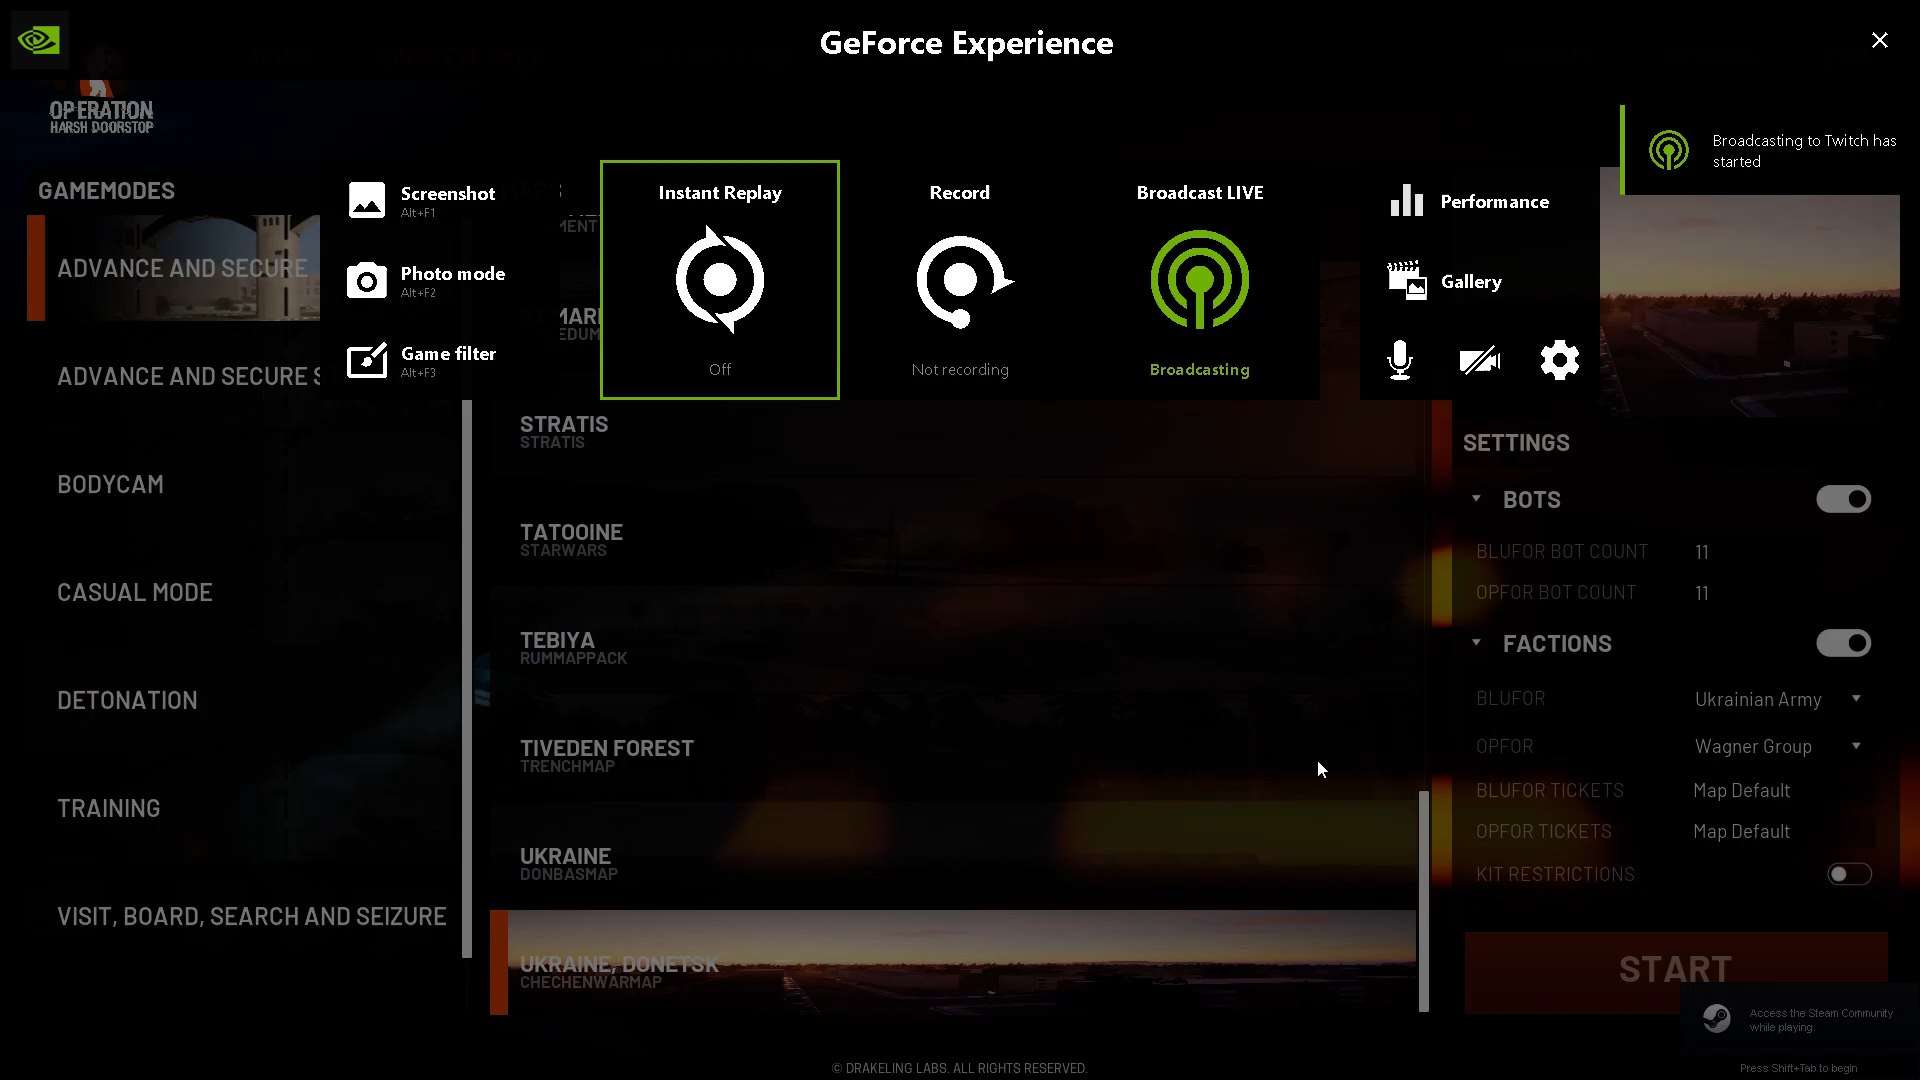 GeForce Experience
OPERATION
HARSH DOORSTOP
Broadcasting to Twitch has
started
GAMEMODES
ADVANCE AND SECURE
ADVANCE AND SECURE S
BODYCAM
CASUAL MODE
DETONATION
TRAINING
VISIT, BOARD, SEARCH AND SEIZURE
Screenshot
Alt+F1
Photo mode
Alt+F2
Game filter
Alt+F3
Instant Replay
Off
Record
Not recording
Broadcast LIVE
Broadcasting
Performance
Gallery
STRATIS
STRATIS
TATOOINE
STARWARS
TEBIYA
RUMMAPPACK
TIVEDEN FOREST
TRENCHMAP
UKRAINE
DONBASMAP
UKRAINE, DONETSK
CHECHENWARMAP
SETTINGS
BOTS
BLUFOR BOT COUNT 11
OPFOR BOT COUNT 11
FACTIONS
BLUFOR Ukrainian Army
OPFOR Wagner Group
BLUFOR TICKETS Map Default
OPFOR TICKETS Map Default
KIT RESTRICTIONS
START
Access the Steam Community
while playing.
Press Shift+Tab to begin
© DRAKELING LABS. ALL RIGHTS RESERVED.